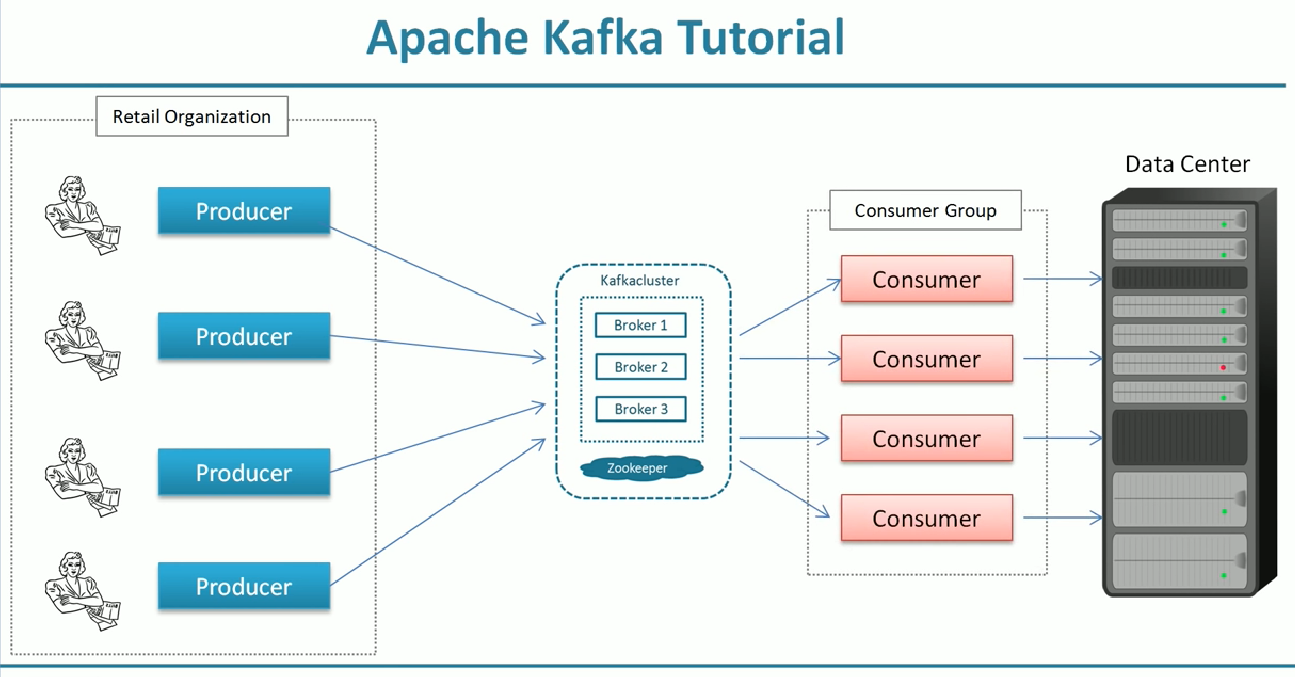 Apache Kafka Tutorial
Retail Organization
Producer
Producer
Producer
Producer
Kafkacluster
Broker 1
Broker 2
Broker 3
Zookeeper
Consumer Group
Consumer
Consumer
Consumer
Consumer
Data Center